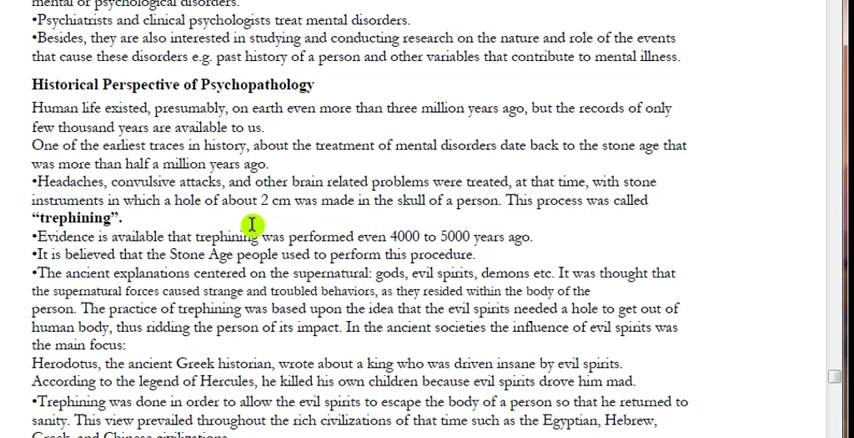 mental or psychological disorders.
•Psychiatrists and clinical psychologists treat mental disorders.
•Besides, they are also interested in studying and conducting research on the nature and role of the events
that cause these disorders e.g. past history of a person and other variables that contribute to mental illness.
Historical Perspective of Psychopathology
Human life existed, presumably, on earth even more than three million years ago, but the records of only
few thousand years are available to us.
One of the earliest traces in history, about the treatment of mental disorders date back to the stone age that
was more than half a million years ago.
•Headaches, convulsive attacks, and other brain related problems were treated, at that time, with stone
instruments in which a hole of about 2 cm was made in the skull of a person. This process was called
“trephining”.
•Evidence is available that trephining was performed even 4000 to 5000 years ago.
•It is believed that the Stone Age people used to perform this procedure.
•The ancient explanations centered on the supernatural: gods, evil spirits, demons etc. It was thought that
the supernatural forces caused strange and troubled behaviors, as they resided within the body of the
person. The practice of trephining was based upon the idea that the evil spirits needed a hole to get out of
human body, thus ridding the person of its impact. In the ancient societies the influence of evil spirits was
the main focus:
Herodotus, the ancient Greek historian, wrote about a king who was driven insane by evil spirits.
According to the legend of Hercules, he killed his own children because evil spirits drove him mad.
•Trephining was done in order to allow the evil spirits to escape the body of a person so that he returned to
sanity. This view prevailed throughout the rich civilizations of that time such as the Egyptian, Hebrew,
Greek, and Chinese civilizations.